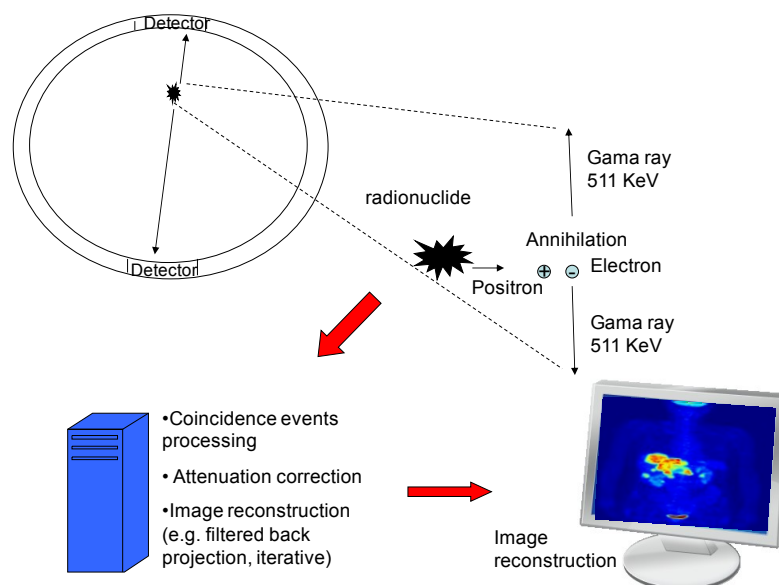 Detector
Gama ray
511 KeV
radionuclide
Annihilation
Electron
Positron
Detector
Gama ray
511 KeV
•Coincidence events
processing
• Attenuation correction
•Image reconstruction
(e.g. filtered back
projection, iterative)
Image
reconstruction